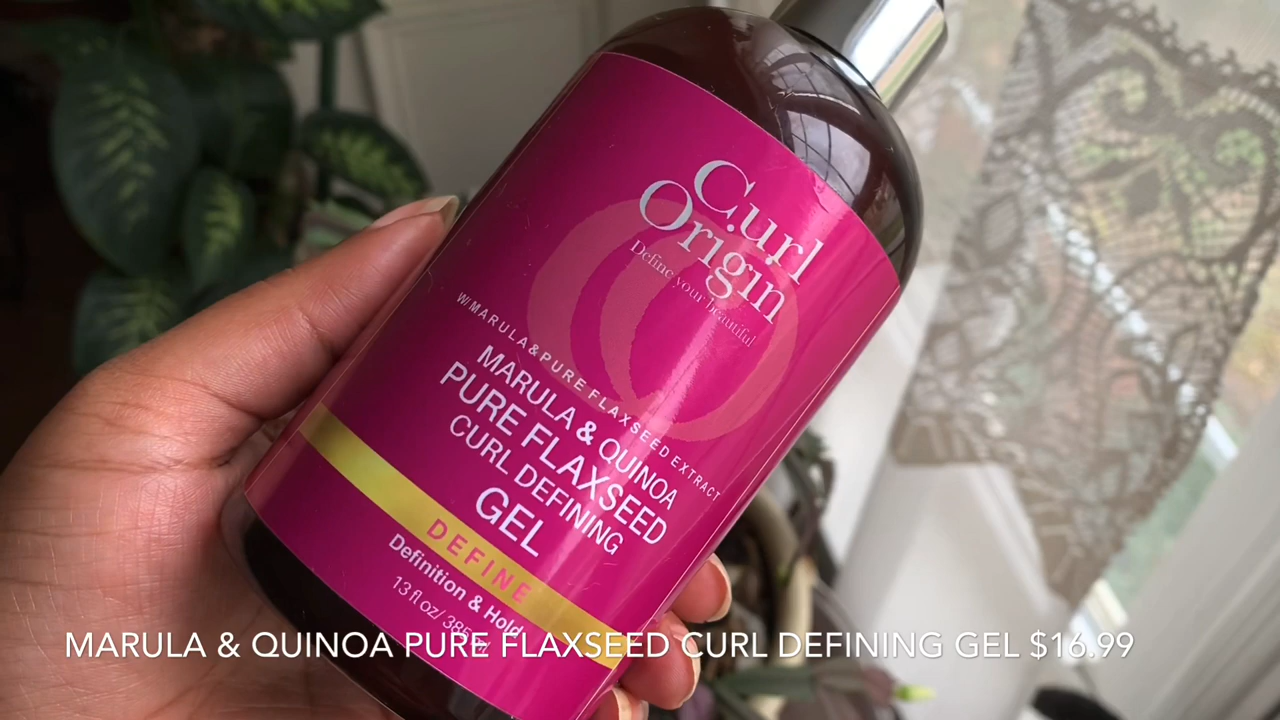 Curl
Origin
Define your beautiful
W/MARULA&PURE FLAXSEED EXTRACT
MARULA & QUINOA
PURE FLAXSEED
CURL DEFINING
GEL
DEFINE
Definition & Hold
13 fl oz/
MARULA & QUINOA PURE FLAXSEED CURL DEFINING GEL $16.99